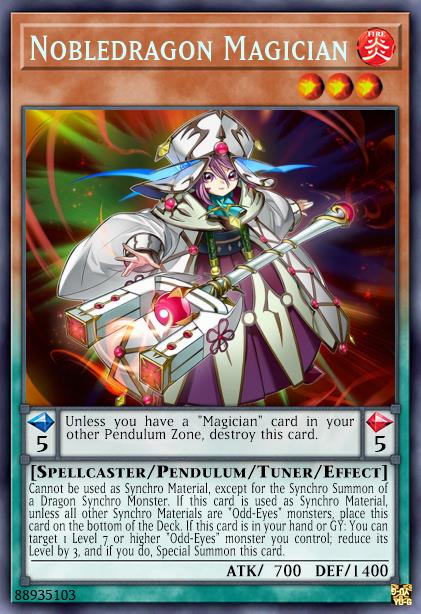 Nobledragon Magician
FIRE
炎
Unless you have a "Magician" card in your
other Pendulum Zone, destroy this card.
5
5
[Spellcaster/Pendulum/Tuner/Effect]
Cannot be used as Synchro Material, except for the Synchro Summon of
a Dragon Synchro Monster. If this card is used as Synchro Material,
unless all other Synchro Materials are "Odd-Eyes" monsters, place this
card on the bottom of the Deck. If this card is in your hand or GY: You can
target 1 Level 7 or higher "Odd-Eyes" monster you control; reduce its
Level by 3, and if you do, Special Summon this card.
ATK/ 700 DEF/1400
88935103